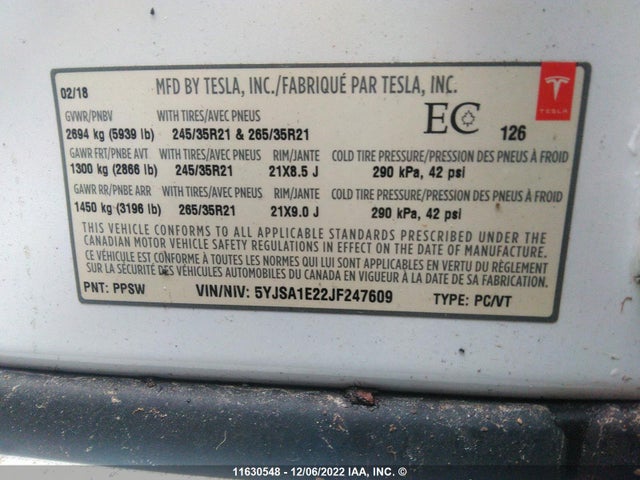 02/18 MFD BY TESLA, INC./FABRIQUÉ PAR TESLA, INC.
TESLA
GVWR/PNBV WITH TIRES/AVEC PNEUS
2694 kg (5939 lb) 245/35R21 & 265/35R21 EC 126
GAWR FRT/PNBE AVT WITH TIRES/AVEC PNEUS RIM/JANTE COLD TIRE PRESSURE/PRESSION DES PNEUS À FROID
1300 kg (2866 lb) 245/35R21 21X8.5 J 290 kPa, 42 psi
GAWR RR/PNBE ARR WITH TIRES/AVEC PNEUS RIM/JANTE COLD TIRE PRESSURE/PRESSION DES PNEUS À FROID
1450 kg (3196 lb) 265/35R21 21X9.0 J 290 kPa, 42 psi
THIS VEHICLE CONFORMS TO ALL APPLICABLE STANDARDS PRESCRIBED UNDER THE
CANADIAN MOTOR VEHICLE SAFETY REGULATIONS IN EFFECT ON THE DATE OF MANUFACTURE.
CE VÉHICULE EST CONFORME À TOUTES LES NORMES QUI LUI SONT APPLICABLES EN VERTU DU RÈGLEMENT
SUR LA SÉCURITÉ DES VÉHICULES AUTOMOBILES DU CANADA EN VIGUEUR À LA DATE DE SA FABRICATION.
PNT: PPSW VIN/NIV: 5YJSA1E22JF247609 TYPE: PC/VT
11630548 - 12/06/2022 IAA, INC. ©